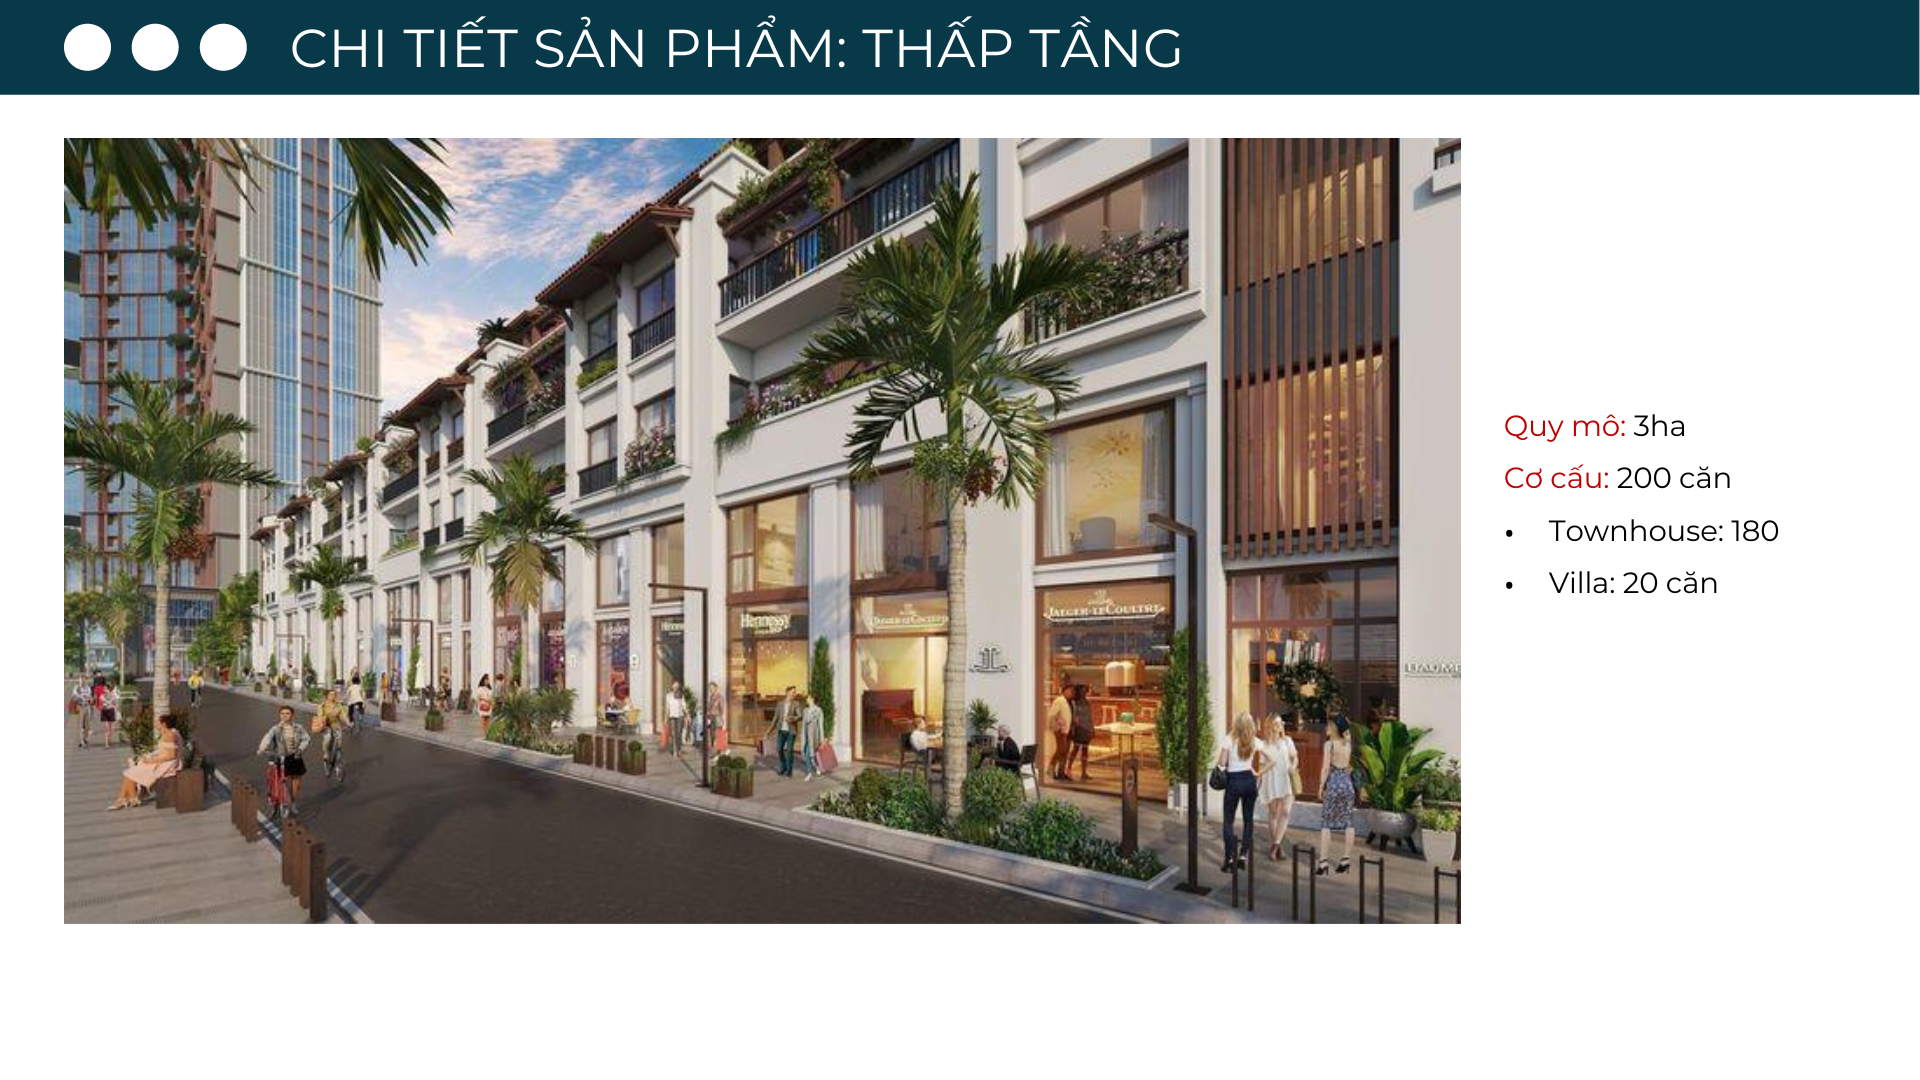 CHI TIẾT SẢN PHẨM: THẤP TẦNG
Quy mô: 3ha
Cơ cấu: 200 căn
• Townhouse: 180
• Villa: 20 căn
Hennessy
JAEGER-LECOULTRE
JAEGER-LECOULTRE